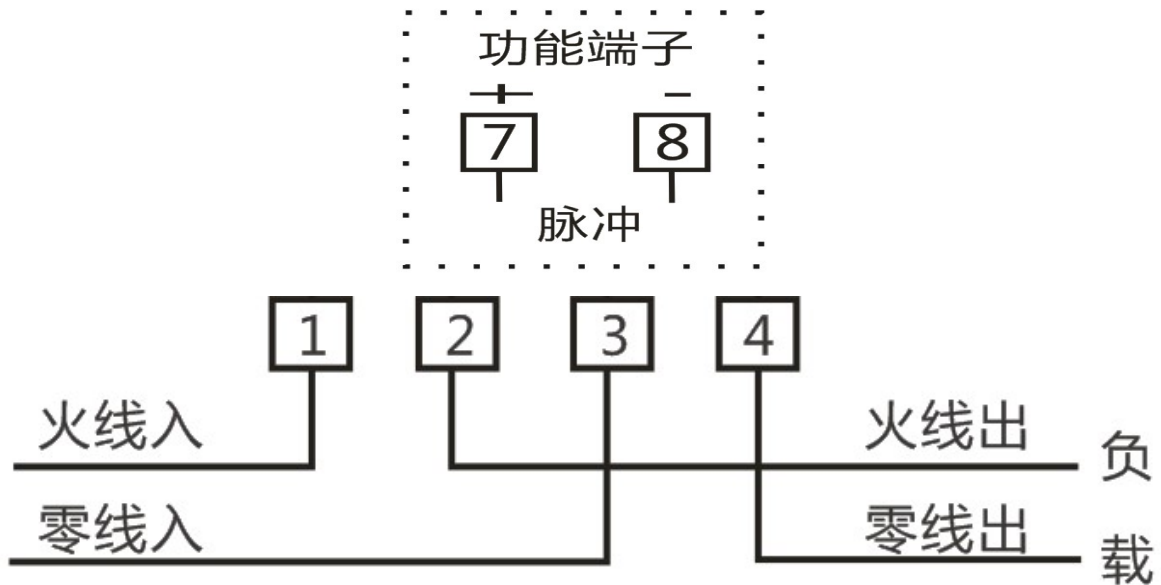 功能端子
+ −
7 8
脉冲
1 2 3 4
火线入 火线出
零线入 零线出
负载